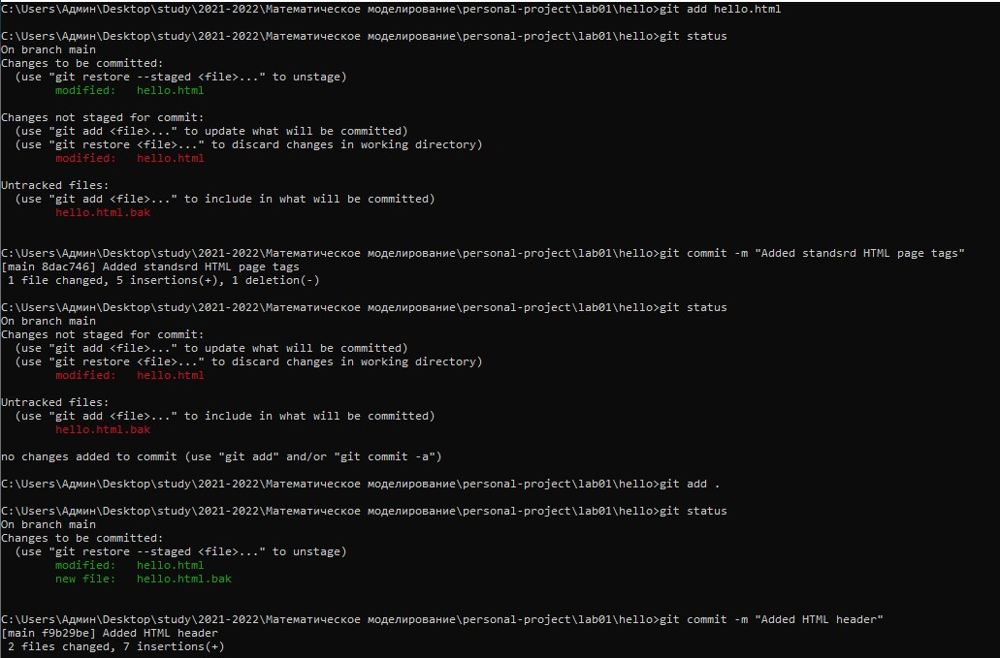 C:\Users\Админ\Desktop\study\2021-2022\Математическое моделирование\personal-project\lab01\hello>git add hello.html
C:\Users\Админ\Desktop\study\2021-2022\Математическое моделирование\personal-project\lab01\hello>git status
On branch main
Changes to be committed:
  (use "git restore --staged <file>..." to unstage)
        modified:   hello.html
Changes not staged for commit:
  (use "git add <file>..." to update what will be committed)
  (use "git restore <file>..." to discard changes in working directory)
        modified:   hello.html
Untracked files:
  (use "git add <file>..." to include in what will be committed)
        hello.html.bak
C:\Users\Админ\Desktop\study\2021-2022\Математическое моделирование\personal-project\lab01\hello>git commit -m "Added standsrd HTML page tags"
[main 8dac746] Added standsrd HTML page tags
 1 file changed, 5 insertions(+), 1 deletion(-)
C:\Users\Админ\Desktop\study\2021-2022\Математическое моделирование\personal-project\lab01\hello>git status
On branch main
Changes not staged for commit:
  (use "git add <file>..." to update what will be committed)
  (use "git restore <file>..." to discard changes in working directory)
        modified:   hello.html
Untracked files:
  (use "git add <file>..." to include in what will be committed)
        hello.html.bak
no changes added to commit (use "git add" and/or "git commit -a")
C:\Users\Админ\Desktop\study\2021-2022\Математическое моделирование\personal-project\lab01\hello>git add .
C:\Users\Админ\Desktop\study\2021-2022\Математическое моделирование\personal-project\lab01\hello>git status
On branch main
Changes to be committed:
  (use "git restore --staged <file>..." to unstage)
        modified:   hello.html
        new file:   hello.html.bak
C:\Users\Админ\Desktop\study\2021-2022\Математическое моделирование\personal-project\lab01\hello>git commit -m "Added HTML header"
[main f9b29be] Added HTML header
 2 files changed, 7 insertions(+)